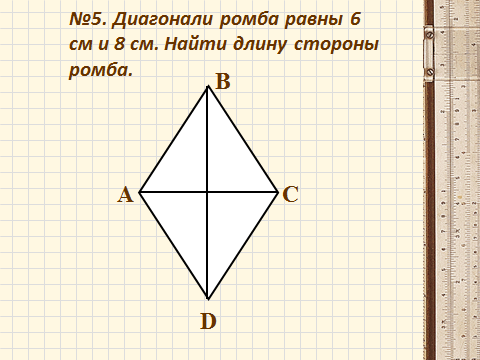 №5. Диагонали ромба равны 6
см и 8 см. Найти длину стороны
ромба.
B
A
C
D